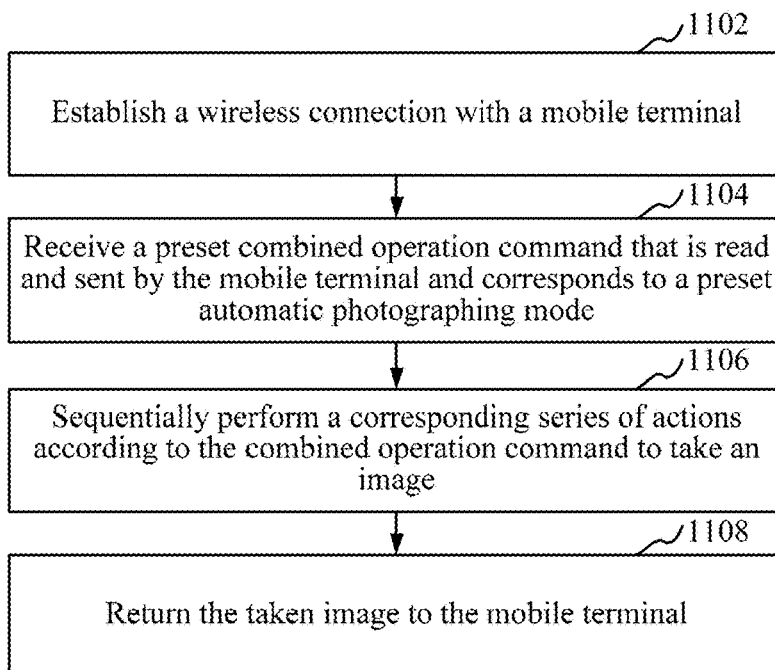 1102
Establish a wireless connection with a mobile terminal
1104
Receive a preset combined operation command that is read
and sent by the mobile terminal and corresponds to a preset
automatic photographing mode
1106
Sequentially perform a corresponding series of actions
according to the combined operation command to take an
image
1108
Return the taken image to the mobile terminal